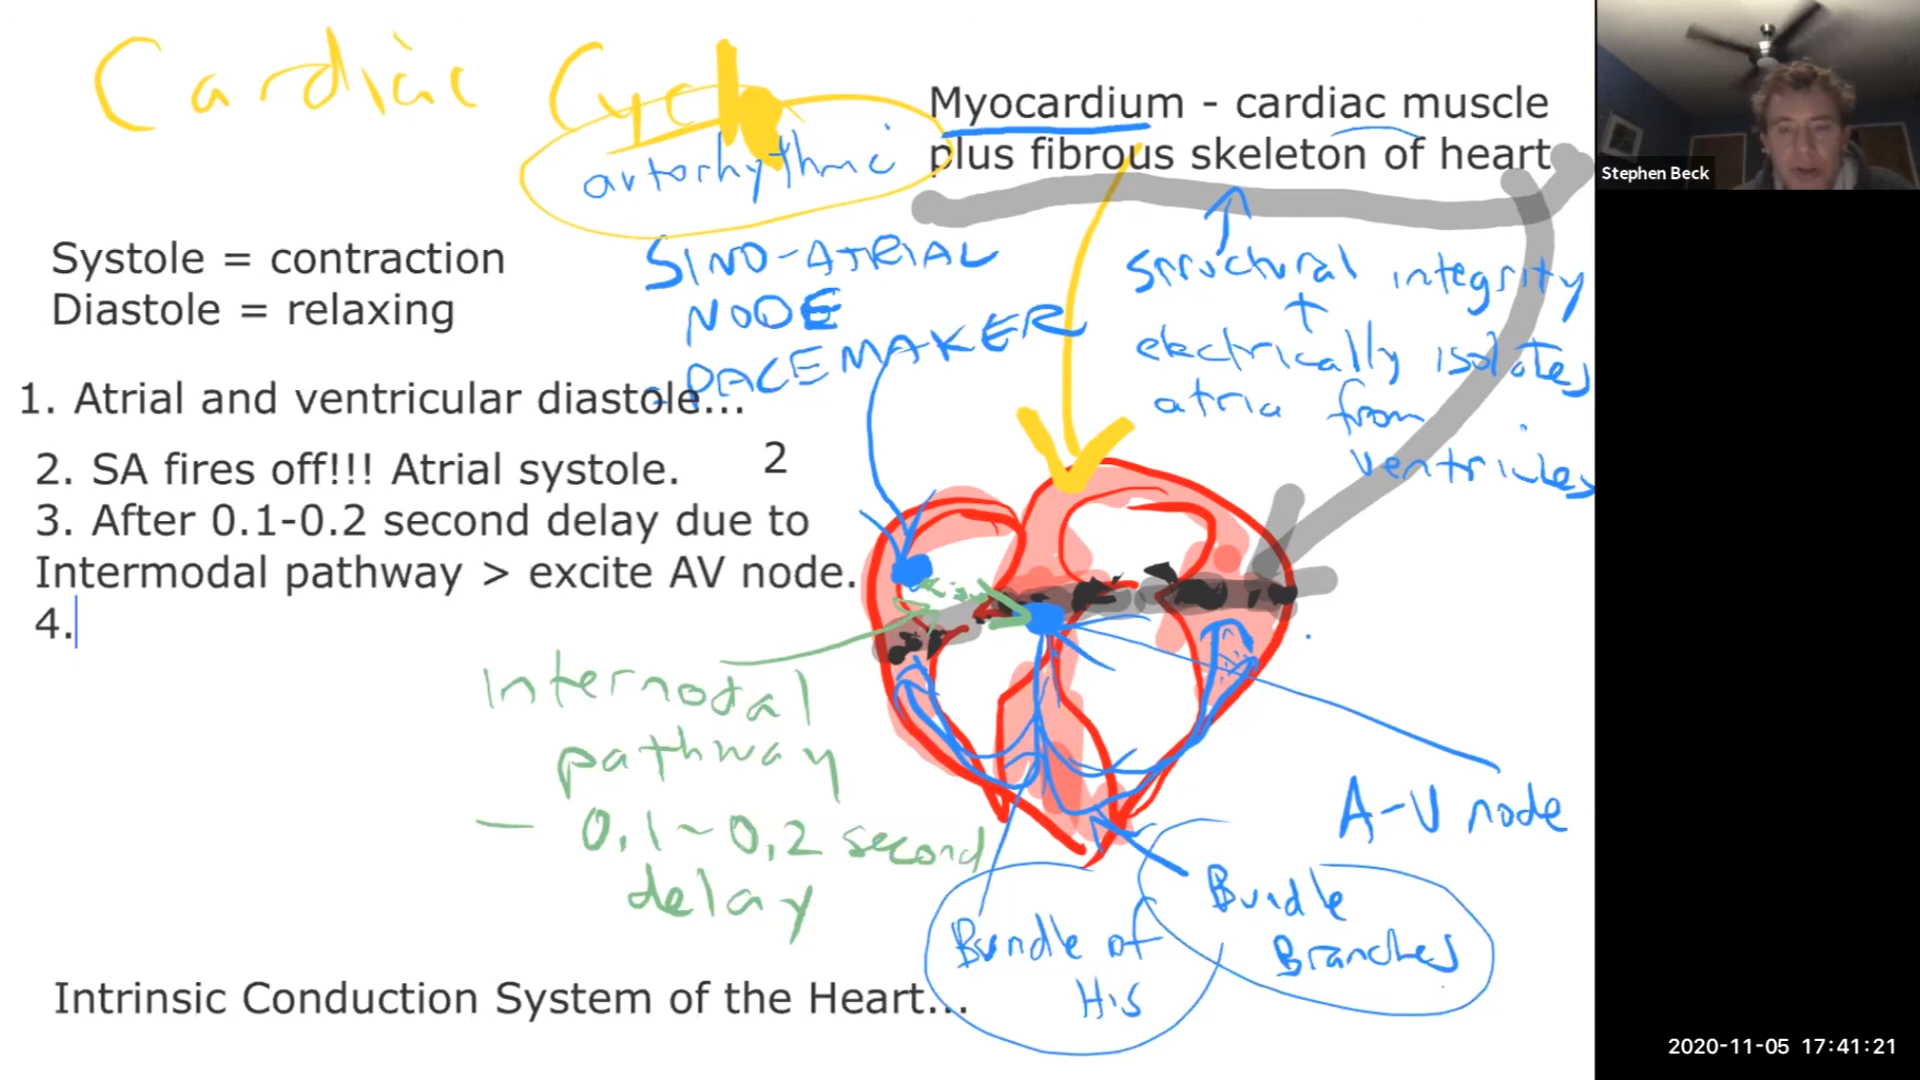 Cardiac Cycle
autorhythmic
Myocardium - cardiac muscle
plus fibrous skeleton of heart
Stephen Beck
Systole = contraction
Diastole = relaxing
SINO-ATRIAL
NODE
- PACEMAKER
Structural integrity
+
electrically isolates
atria from
ventricles
1. Atrial and ventricular diastole...
2. SA fires off!!! Atrial systole.
2
3. After 0.1-0.2 second delay due to
Intermodal pathway > excite AV node.
4.
Internodal
pathway
- 0.1-0.2 second
delay
A-V node
Bundle of
His
Bundle
Branches
Intrinsic Conduction System of the Heart...
2020-11-05 17:41:21